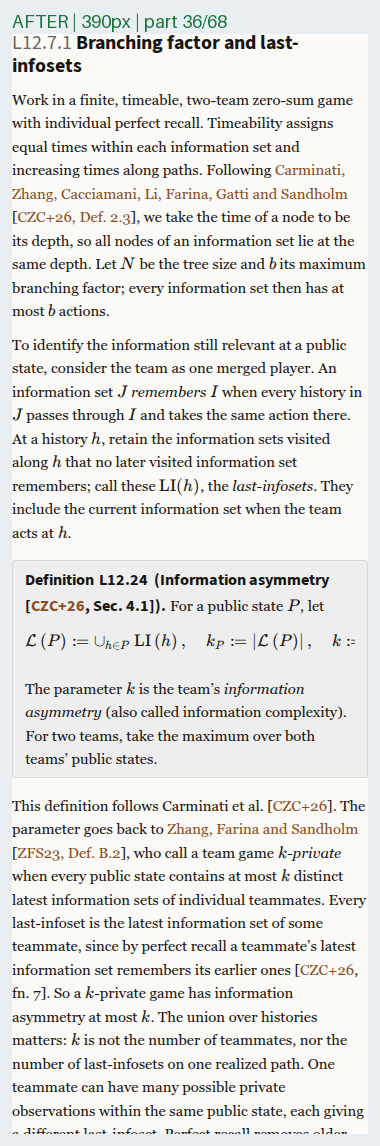 AFTER | 390px | part 36/68
L12.7.1 Branching factor and last-
infosets
Work in a finite, timeable, two-team zero-sum game
with individual perfect recall. Timeability assigns
equal times within each information set and
increasing times along paths. Following Carminati,
Zhang, Cacciamani, Li, Farina, Gatti and Sandholm
[CZC+26, Def. 2.3], we take the time of a node to be
its depth, so all nodes of an information set lie at the
same depth. Let N be the tree size and b its maximum
branching factor; every information set then has at
most b actions.
To identify the information still relevant at a public
state, consider the team as one merged player. An
information set J remembers I when every history in
J passes through I and takes the same action there.
At a history h, retain the information sets visited
along h that no later visited information set
remembers; call these LI(h), the last-infosets. They
include the current information set when the team
acts at h.
Definition L12.24 (Information asymmetry
[CZC+26, Sec. 4.1]). For a public state P, let
ℒ(P) := ∪h∈P LI(h), kP := |ℒ(P)|, k :=
The parameter k is the team's information
asymmetry (also called information complexity).
For two teams, take the maximum over both
teams' public states.
This definition follows Carminati et al. [CZC+26]. The
parameter goes back to Zhang, Farina and Sandholm
[ZFS23, Def. B.2], who call a team game k-private
when every public state contains at most k distinct
latest information sets of individual teammates. Every
last-infoset is the latest information set of some
teammate, since by perfect recall a teammate's latest
information set remembers its earlier ones [CZC+26,
fn. 7]. So a k-private game has information
asymmetry at most k. The union over histories
matters: k is not the number of teammates, nor the
number of last-infosets on one realized path. One
teammate can have many possible private
observations within the same public state, each giving
a different last-infoset. Perfect recall removes older